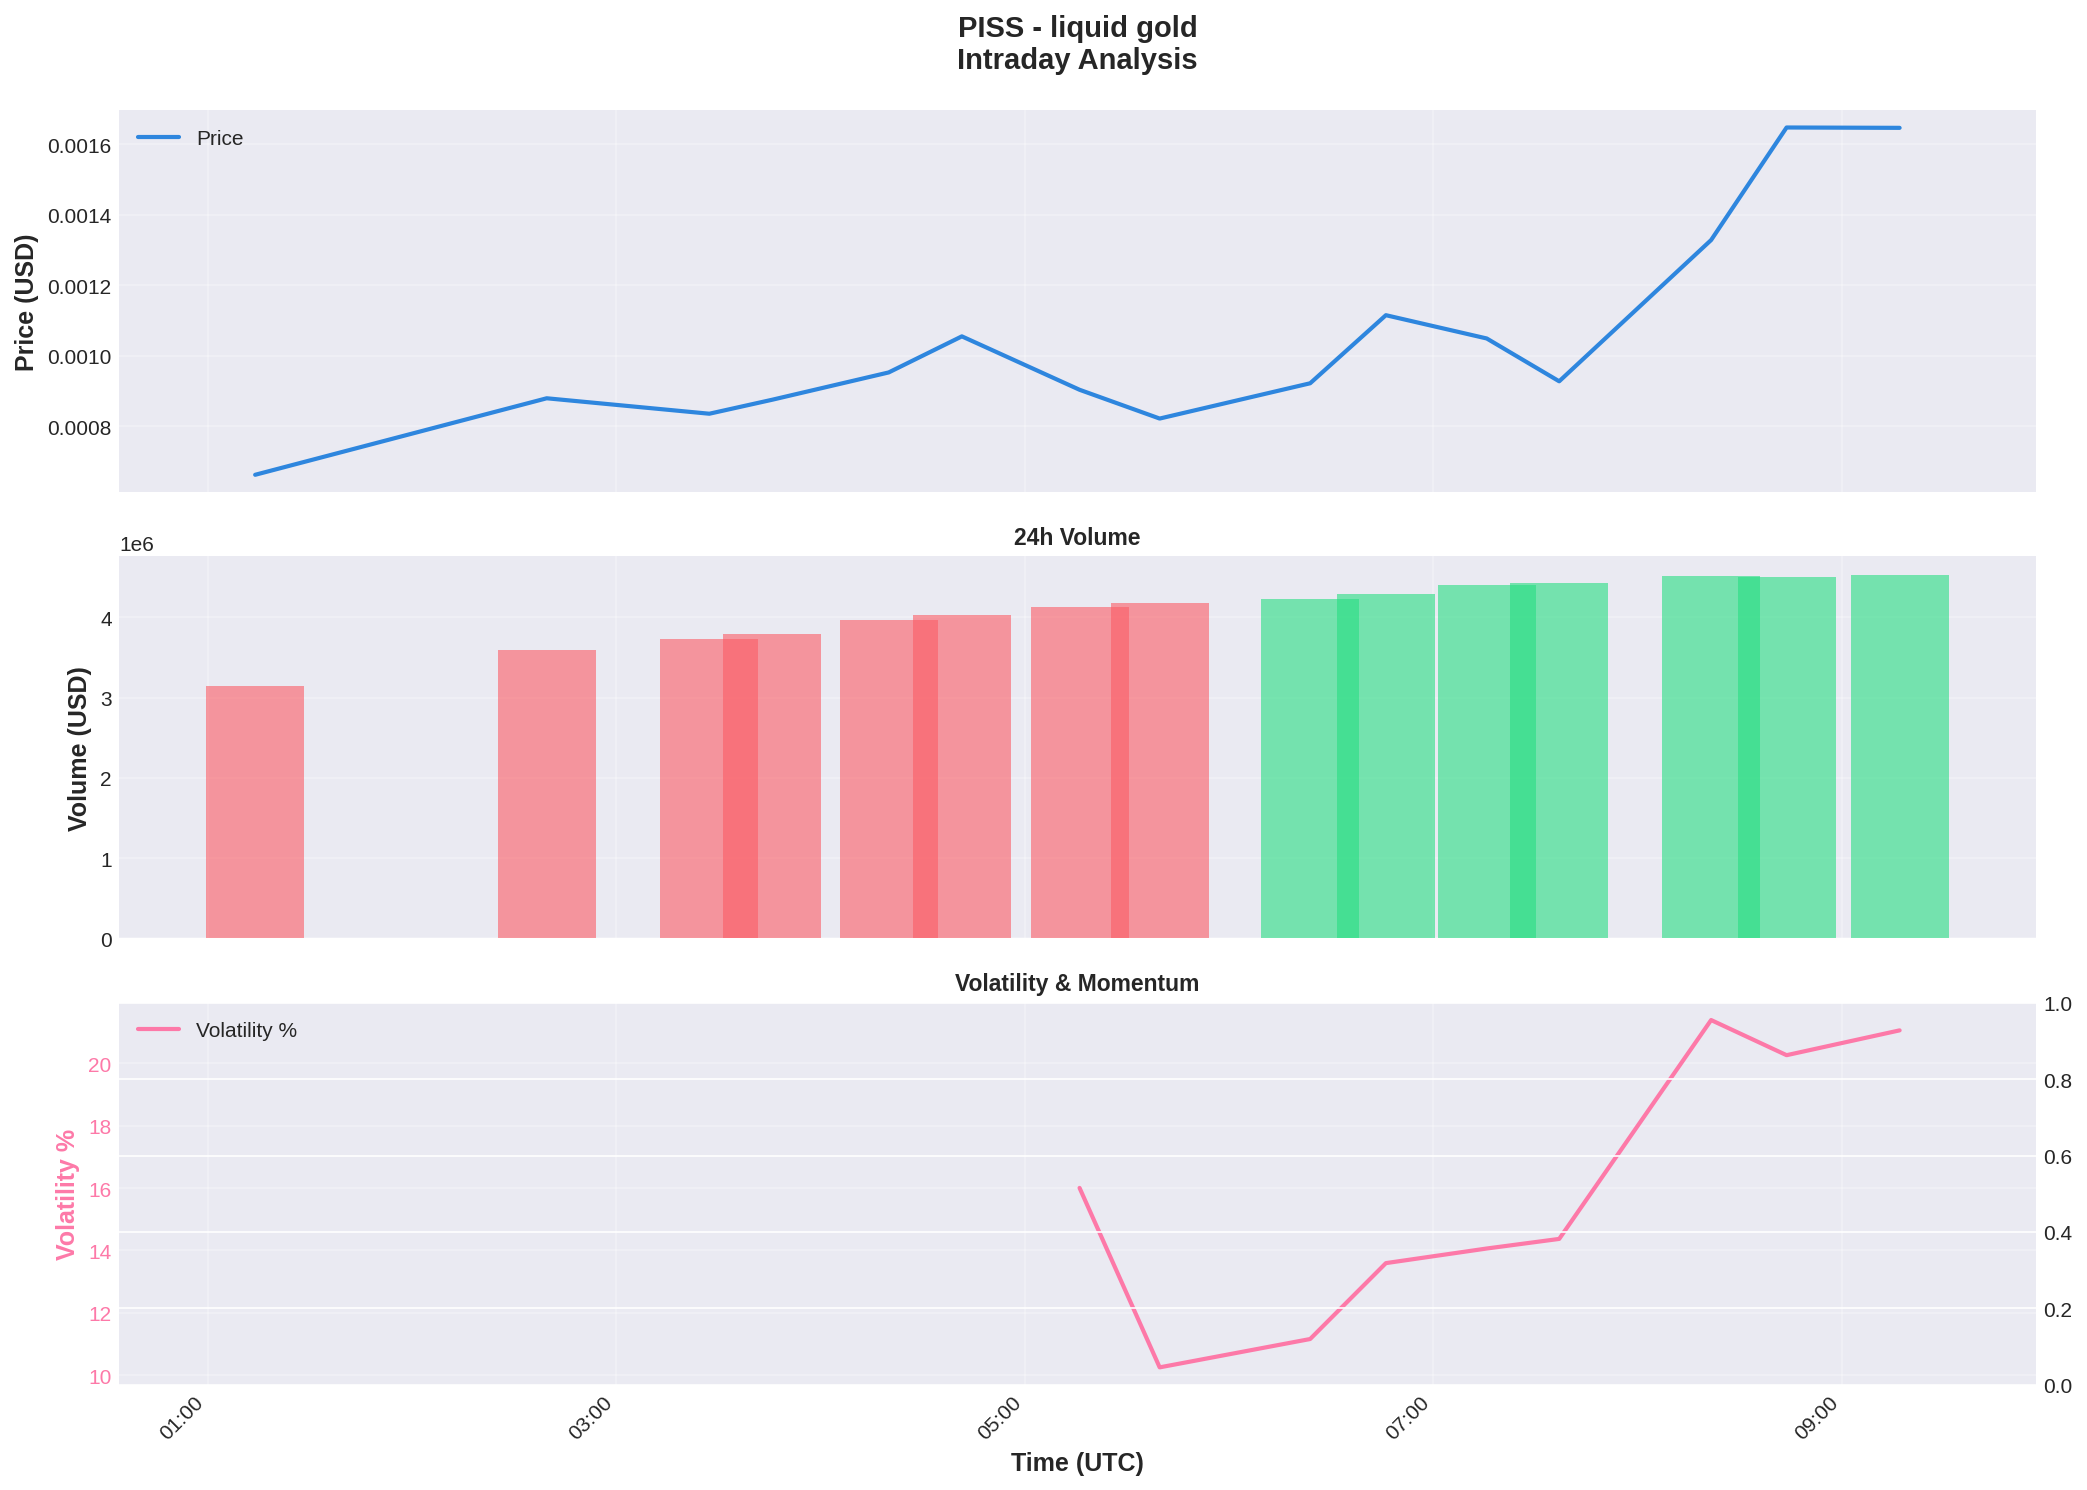 PISS - liquid gold
Intraday Analysis
Price
0.0016
0.0014
0.0012
0.0010
0.0008
Price (USD)
24h Volume
1e6
4
3
2
1
0
Volume (USD)
Volatility & Momentum
Volatility %
20
18
16
14
12
10
Volatility %
1.0
0.8
0.6
0.4
0.2
0.0
01:00
03:00
05:00
07:00
09:00
Time (UTC)